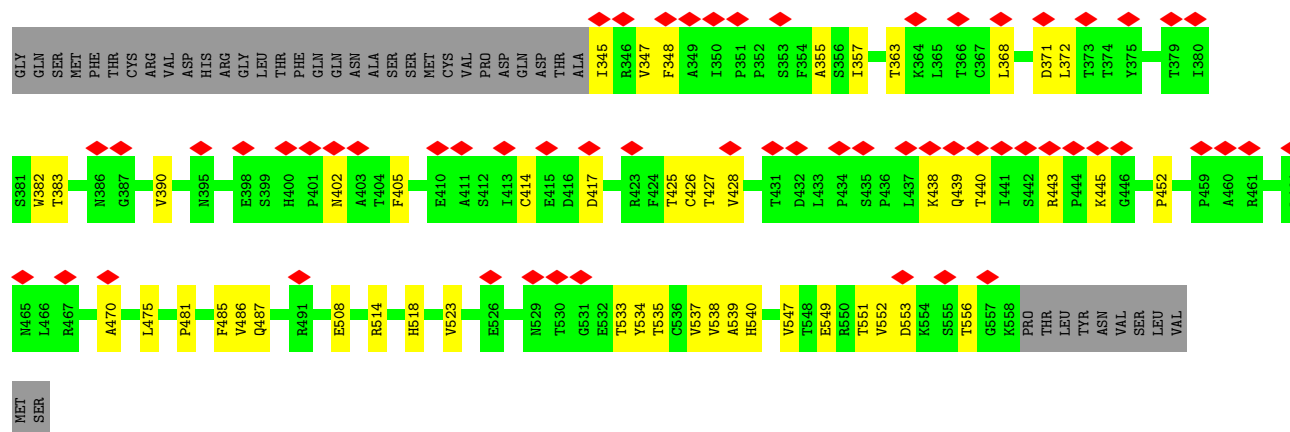 GLY GLN SER MET PHE THR CYS ARG VAL ASP HIS ARG GLY LEU THR PHE GLN GLN ASN ALA SER SER MET CYS VAL PRO ASP GLN ASP THR ALA I345 R346 V347 F348 A349 I350 P351 P352 S353 F354 A355 S356 I357 T363 K364 L365 T366 C367 L368 D371 L372 T373 T374 Y375 T379 I380
S381 W382 T383 N386 G387 V390 N395 E398 S399 H400 P401 N402 A403 T404 F405 E410 A411 S412 I413 C414 E415 D416 D417 R423 F424 T425 C426 T427 V428 T431 D432 L433 P434 S435 P436 L437 K438 Q439 T440 I441 S442 R443 P444 K445 G446 P452 P459 A460 R461
N465 L466 R467 A470 L475 P481 F485 V486 Q487 R491 E508 R514 H518 V523 E526 N529 T530 G531 E532 T533 Y534 T535 C536 V537 V538 A539 H540 V547 T548 E549 R550 T551 V552 D553 K554 S555 T556 G557 K558 PRO THR LEU TYR ASN VAL SER LEU VAL
MET SER